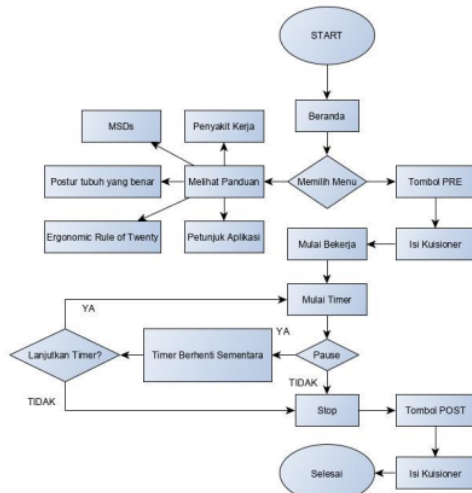 START
Beranda
MSDs
Penyakit Kerja
Postur tubuh yang benar
Melihat Panduan
Memilih Menu
Tombol PRE
Ergonomic Rule of Twenty
Petunjuk Aplikasi
Mulai Bekerja
Isi Kuisioner
Mulai Timer
YA
YA
Lanjutkan Timer?
Timer Berhenti Sementara
Pause
TIDAK
TIDAK
Stop
Tombol POST
Selesai
Isi Kuisioner